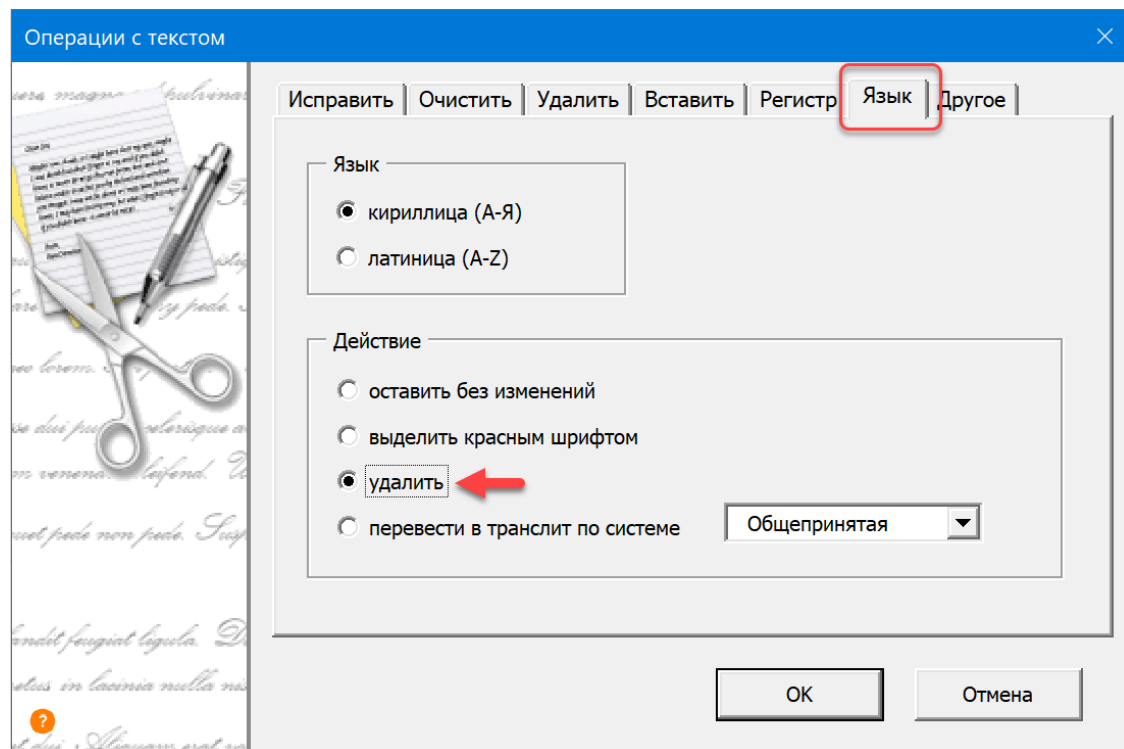 Операции с текстом
Исправить Очистить Удалить Вставить Регистр Язык Другое
Язык
кириллица (А-Я)
латиница (A-Z)
Действие
оставить без изменений
выделить красным шрифтом
удалить
перевести в транслит по системе Общепринятая
?
OK Отмена